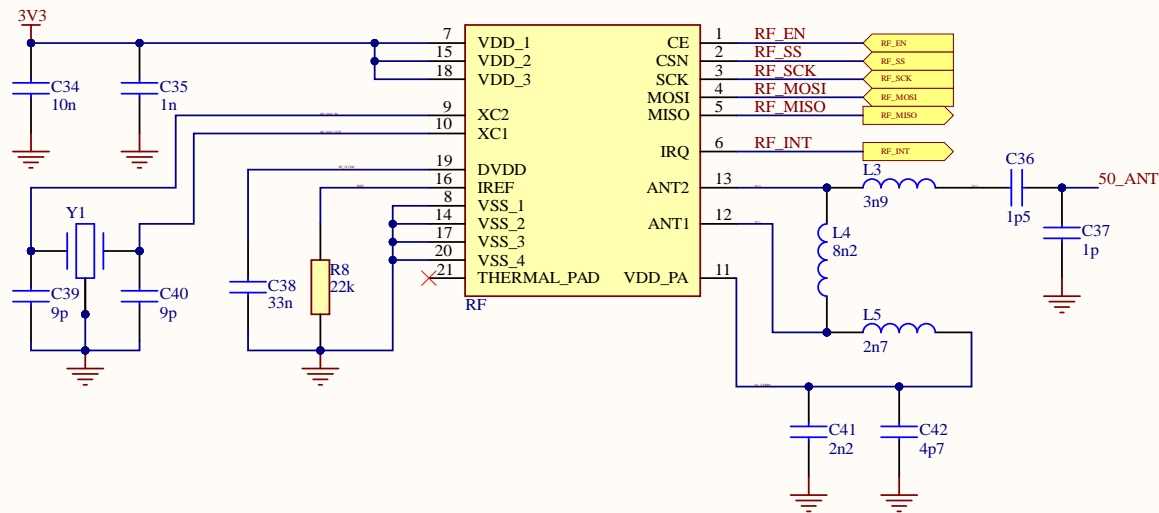 3V3
7 VDD_1
15 VDD_2
18 VDD_3
9 XC2
10 XC1
19 DVDD
16 IREF
8 VSS_1
14 VSS_2
17 VSS_3
20 VSS_4
21 THERMAL_PAD
RF
CE 1 RF_EN RF_EN
CSN 2 RF_SS RF_SS
SCK 3 RF_SCK RF_SCK
MOSI 4 RF_MOSI RF_MOSI
MISO 5 RF_MISO RF_MISO
IRQ 6 RF_INT RF_INT
ANT2 13
ANT1 12
VDD_PA 11
C34
10n
C35
1n
Y1
C39
9p
C40
9p
C38
33n
R8
22k
L3
3n9
C36
1p5
50_ANT
C37
1p
L4
8n2
L5
2n7
C41
2n2
C42
4p7